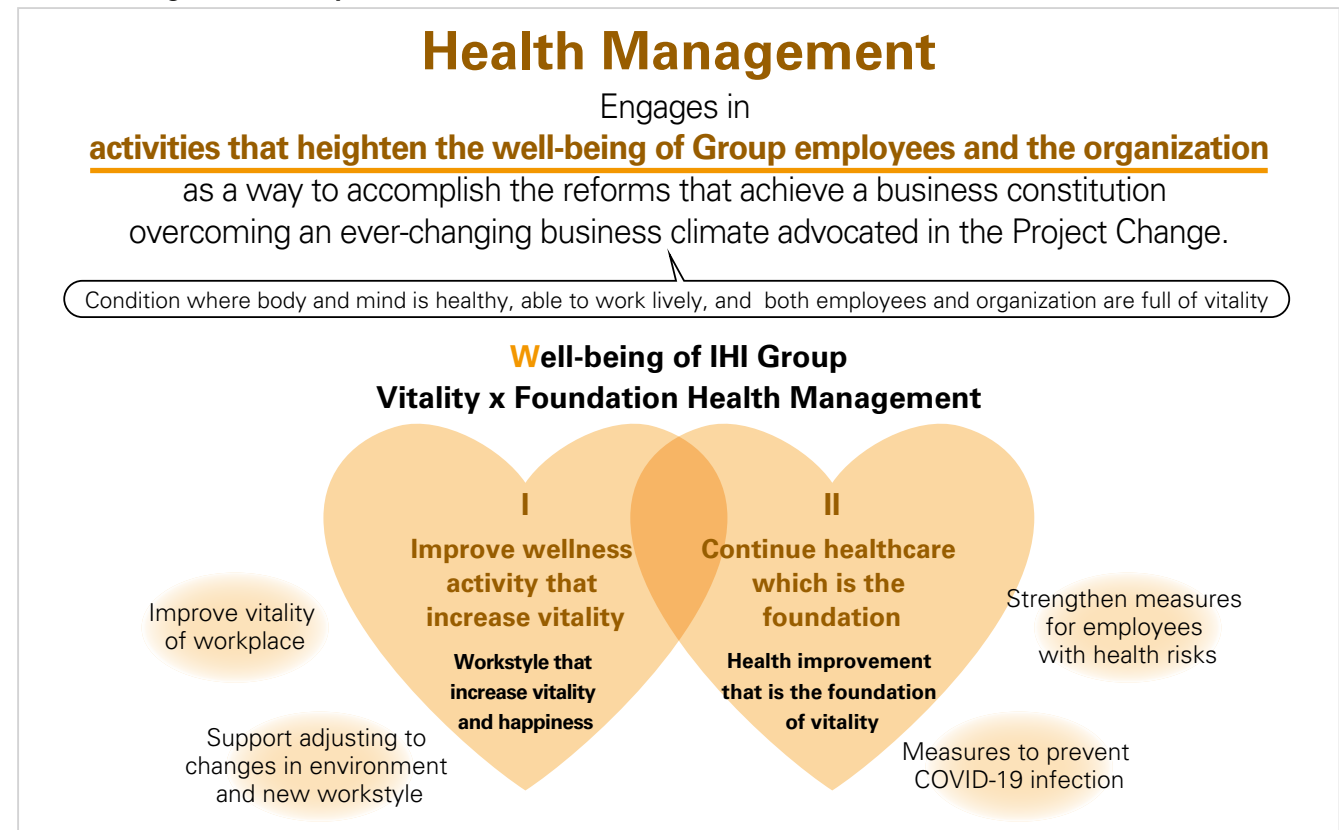 Health Management
Engages in
activities that heighten the well-being of Group employees and the organization
as a way to accomplish the reforms that achieve a business constitution
overcoming an ever-changing business climate advocated in the Project Change.
Condition where body and mind is healthy, able to work lively, and both employees and organization are full of vitality
Well-being of IHI Group
Vitality x Foundation Health Management
I
Improve wellness
activity that
increase vitality
Workstyle that
increase vitality
and happiness
II
Continue healthcare
which is the
foundation
Health improvement
that is the foundation
of vitality
Improve vitality
of workplace
Support adjusting to
changes in environment
and new workstyle
Strengthen measures
for employees
with health risks
Measures to prevent
COVID-19 infection